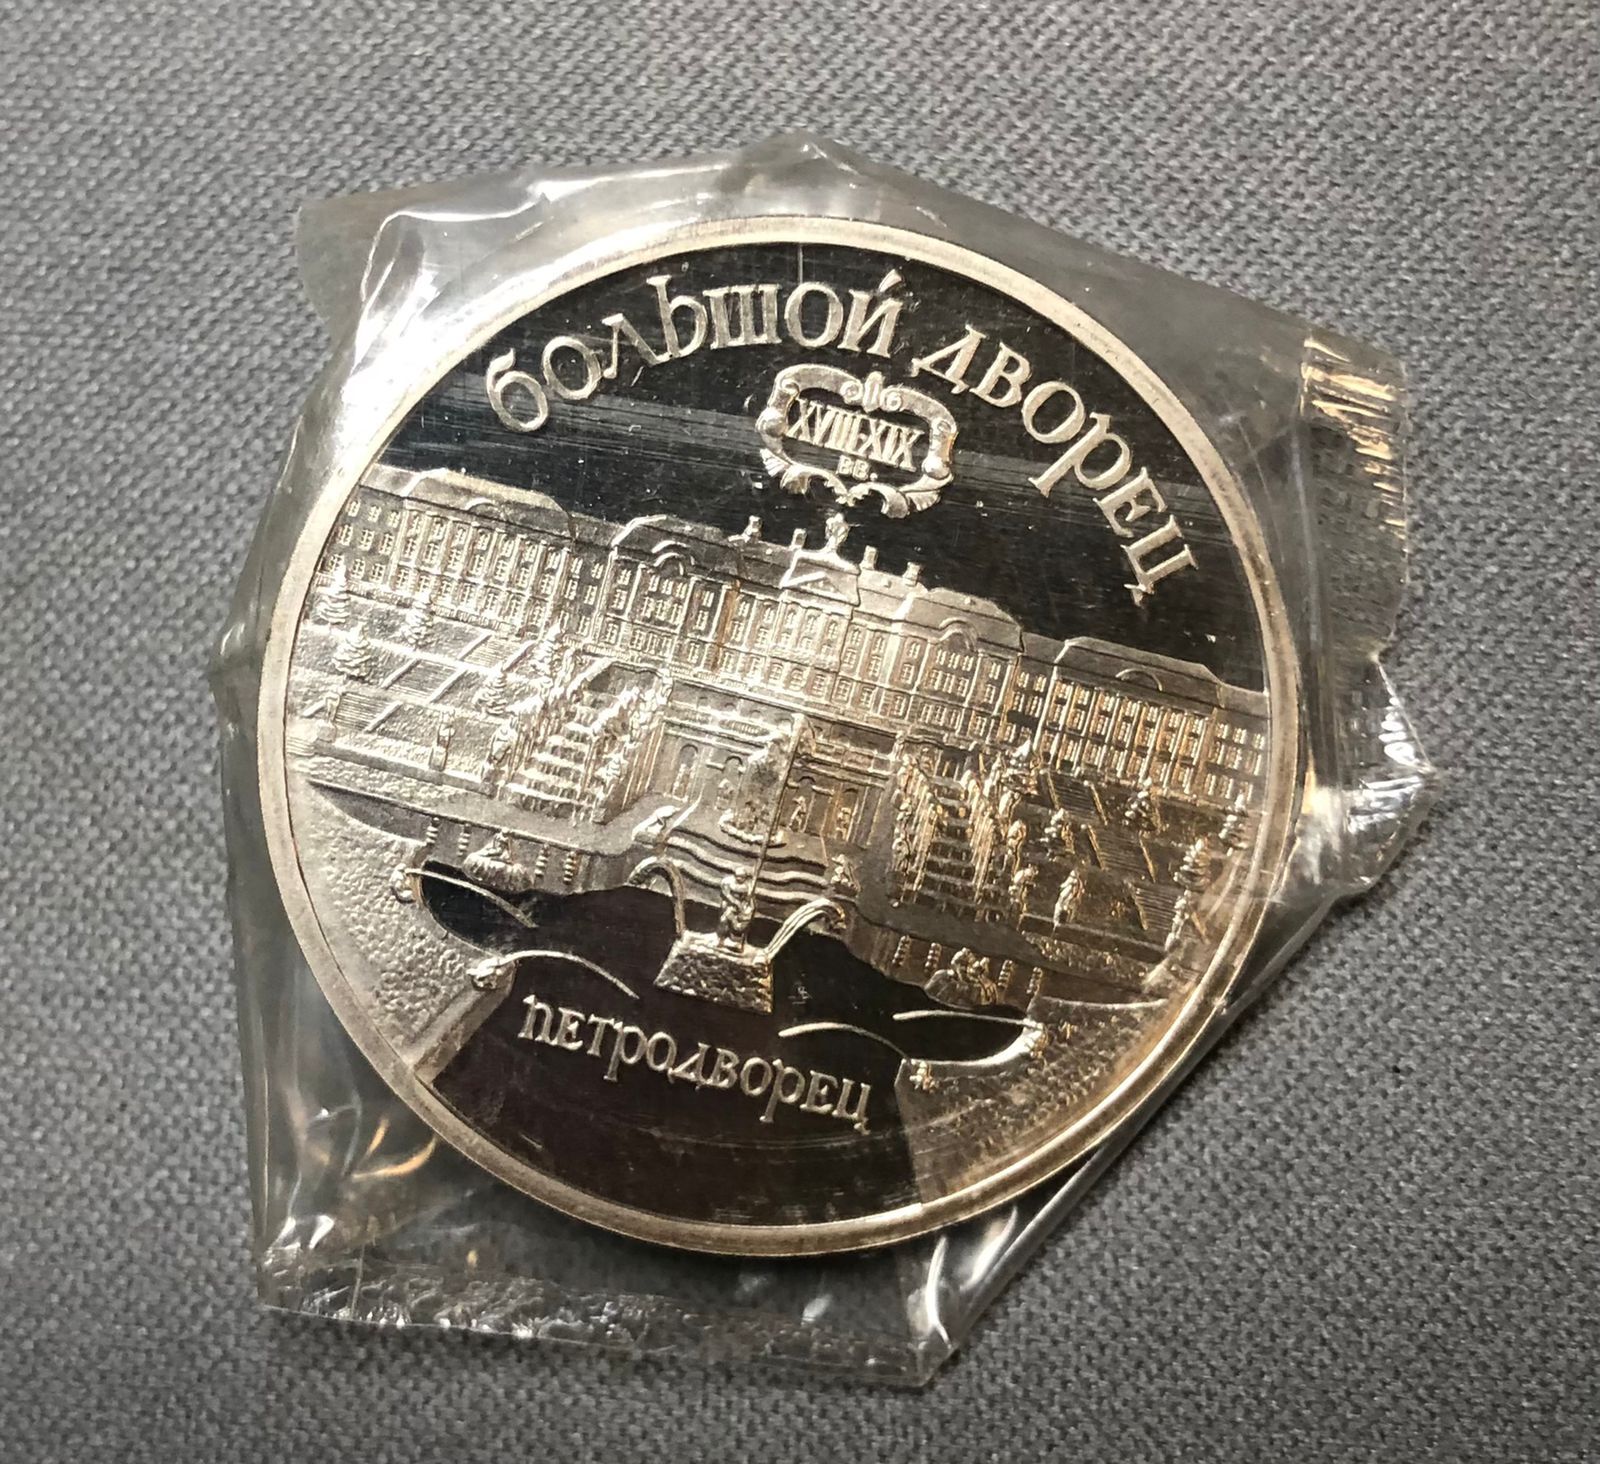 большой дворец
XVIII-XIX
ВВ.
петродворец